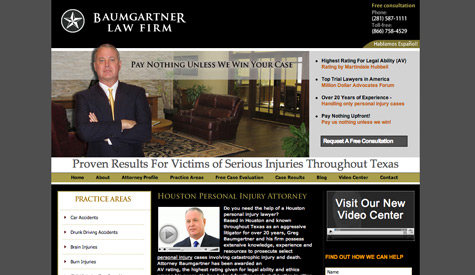 BAUMGARTNER
LAW FIRM
Free consultation
Phone:
(281) 587-1111
Toll-free:
(866) 758-4529
Hablamos Español!
PAY NOTHING UNLESS WE WIN YOUR CASE
Highest Rating For Legal Ability (AV)
Rating by Martindale Hubbell
Top Trial Lawyers in America
Million Dollar Advocates Forum
Over 20 Years of Experience -
Handling only personal injury cases
Pay Nothing Upfront!
Pay us nothing unless we win!
Request A Free Consultation
Proven Results For Victims of Serious Injuries Throughout Texas
Home About Attorney Profile Practice Areas Free Case Evaluation Case Results Blog Video Center Contact
PRACTICE AREAS
Car Accidents
Drunk Driving Accidents
Brain Injuries
Burn Injuries
HOUSTON PERSONAL INJURY ATTORNEY
Do you need the help of a Houston
personal injury lawyer?
Based in Houston and known
throughout Texas as an aggressive
litigator for over 20 years, Greg
Baumgartner and his firm possess
extensive knowledge, experience and
resources to prosecute select
personal injury cases involving catastrophic injury and death.
Attorney Baumgartner has been awarded an
AV rating, the highest rating given for legal ability and ethics
Visit Our New
Video Center
FIND OUT HOW WE CAN HELP
Name: